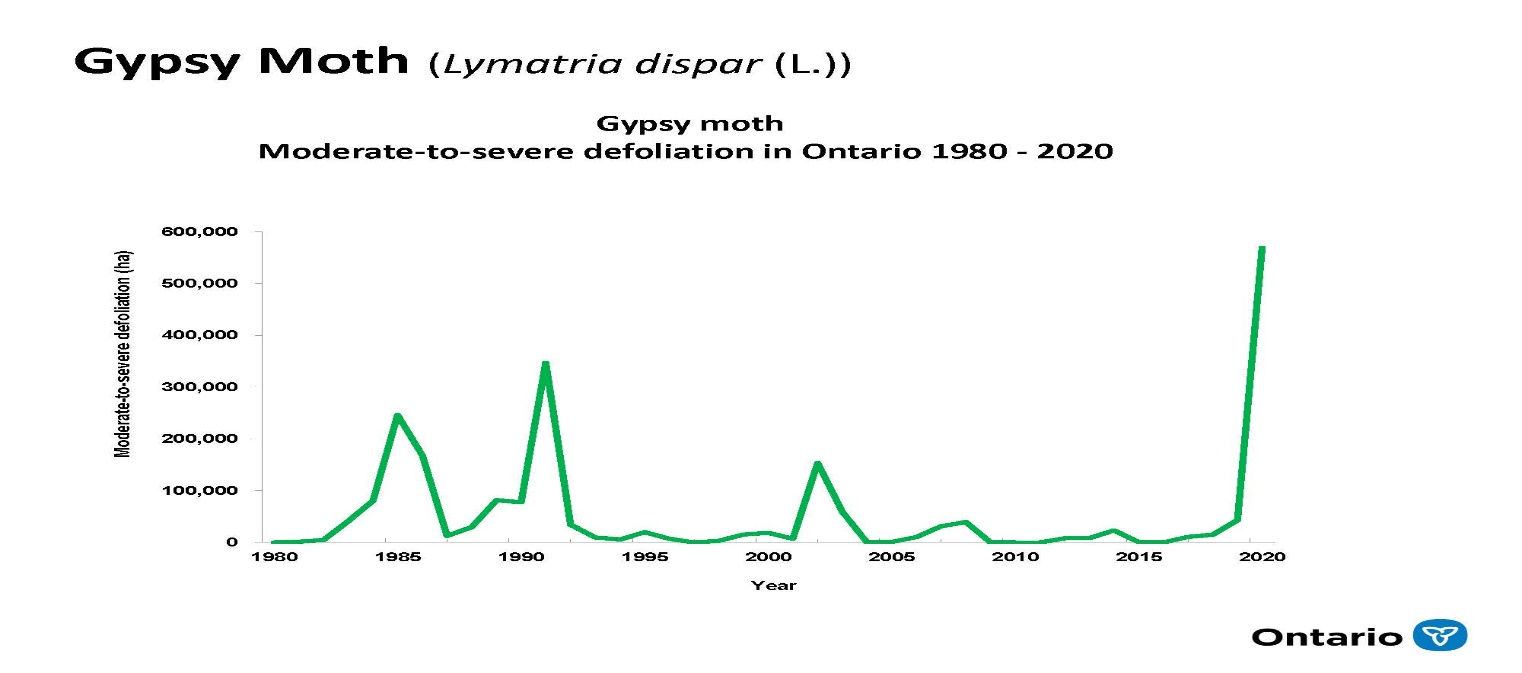 Gypsy Moth (Lymatria dispar (L.))
Gypsy moth
Moderate-to-severe defoliation in Ontario 1980 - 2020
Moderate-to-severe defoliation (ha)
600,000
500,000
400,000
300,000
200,000
100,000
0
1980 1985 1990 1995 2000 2005 2010 2015 2020
Year
Ontario